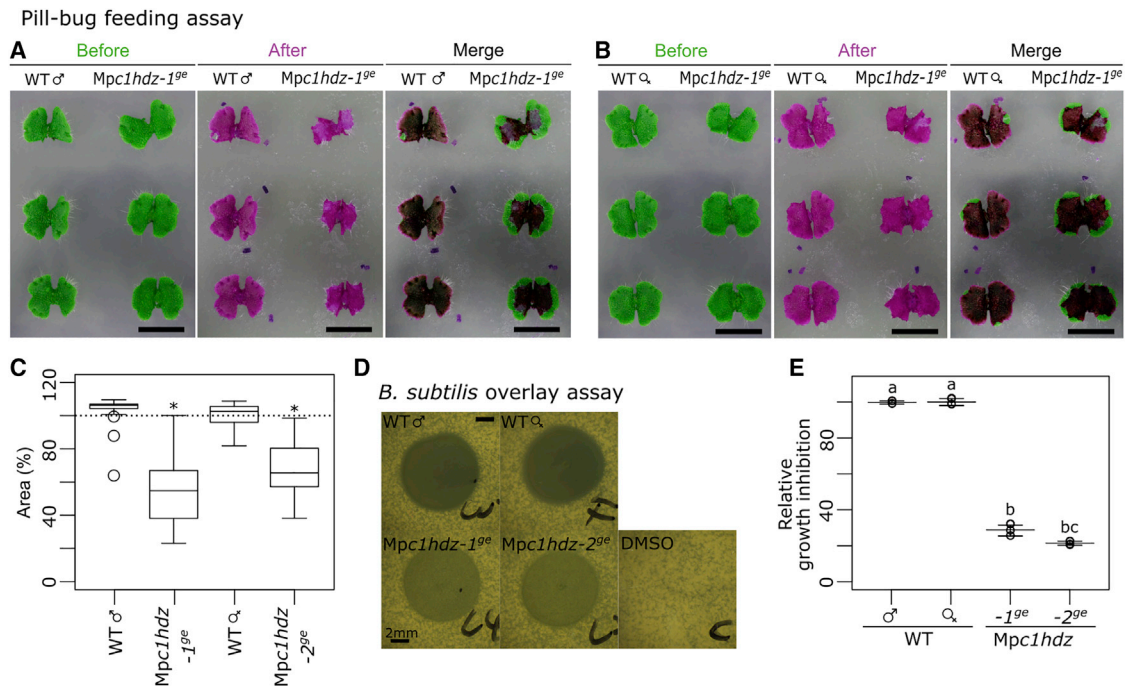 Pill-bug feeding assay
A
Before After Merge
WT ♂ Mpc1hdz-1ge WT ♂ Mpc1hdz-1ge WT ♂ Mpc1hdz-1ge
B
Before After Merge
WT ♀ Mpc1hdz-1ge WT ♀ Mpc1hdz-1ge WT ♀ Mpc1hdz-1ge
C
Area (%)
120
80
40
0
* *
WT ♂
Mpc1hdz
-1ge
WT ♀
Mpc1hdz
-2ge
D
B. subtilis overlay assay
WT ♂ WT ♀
Mpc1hdz-1ge Mpc1hdz-2ge DMSO
2mm
C
E
Relative
growth inhibition
80
40
0
a a
b bc
♂ ♀ -1ge -2ge
WT Mpc1hdz